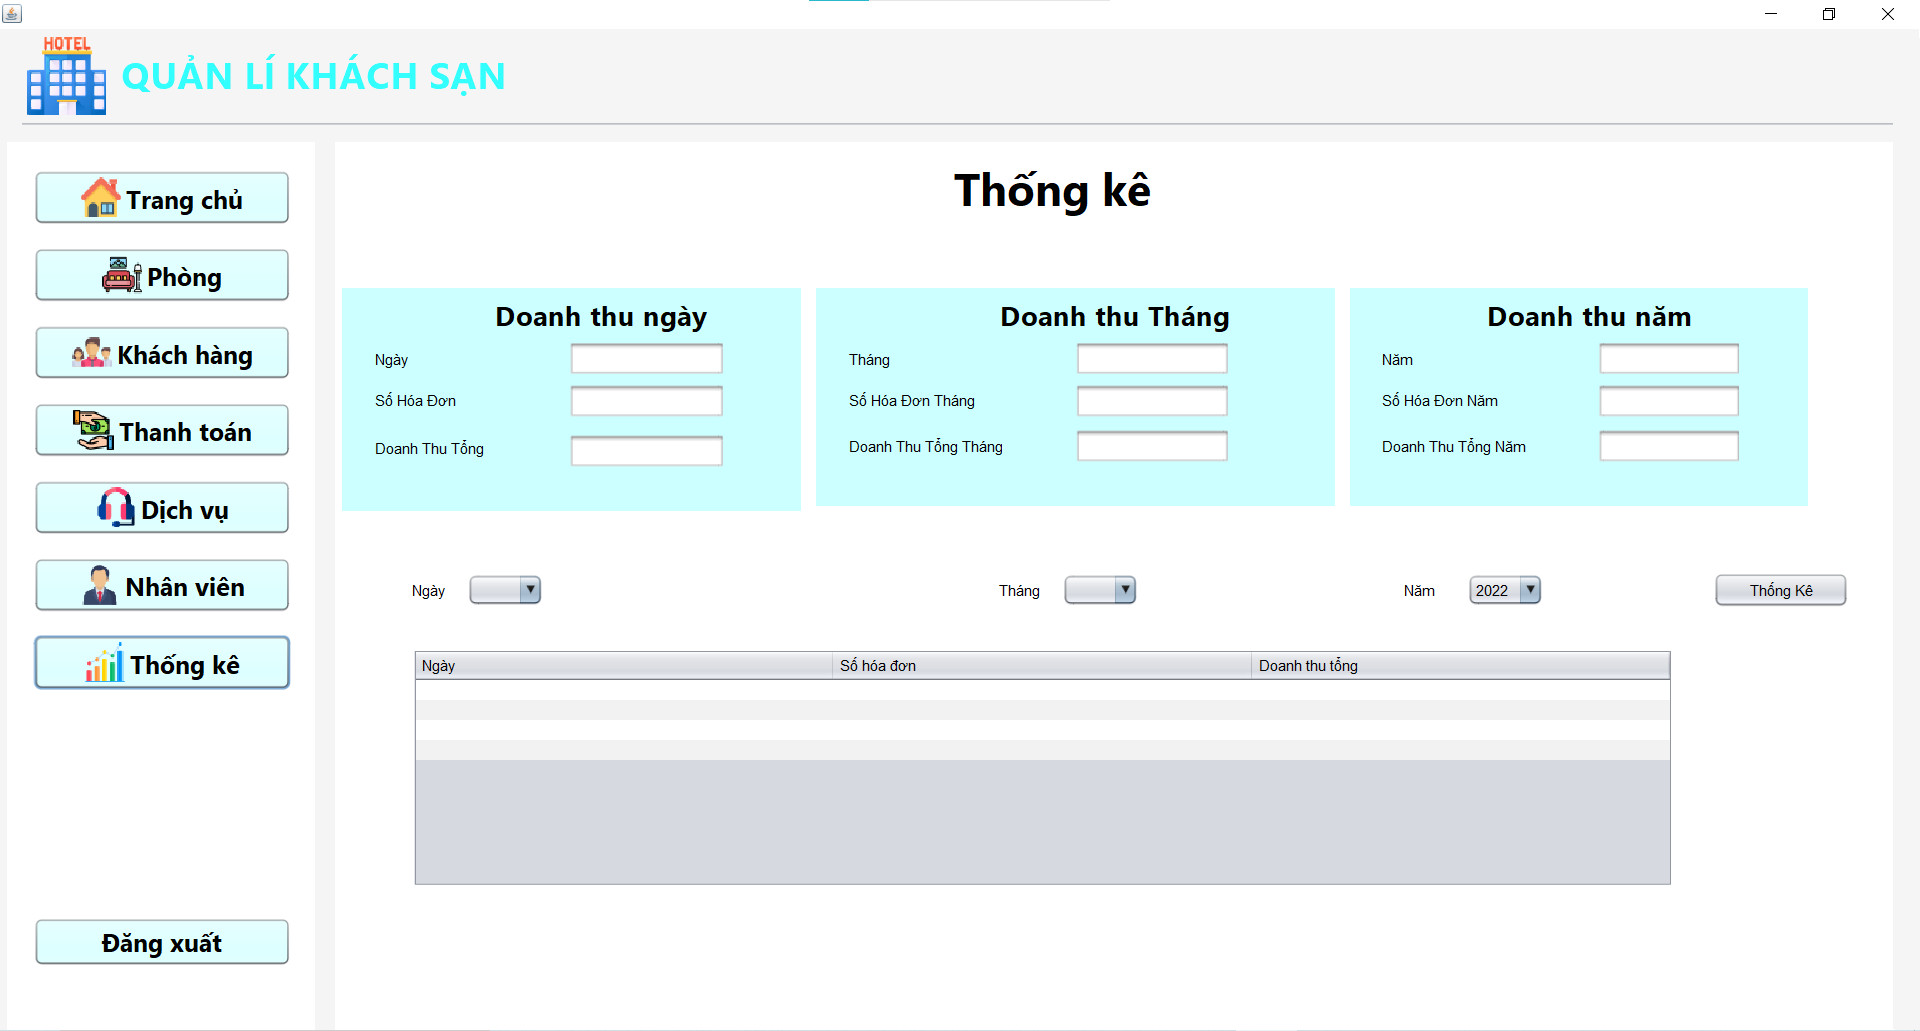 HOTEL
QUẢN LÍ KHÁCH SẠN
Trang chủ
Phòng
Khách hàng
Thanh toán
Dịch vụ
Nhân viên
Thống kê
Đăng xuất
Thống kê
Doanh thu ngày
Ngày
Số Hóa Đơn
Doanh Thu Tổng
Doanh thu Tháng
Tháng
Số Hóa Đơn Tháng
Doanh Thu Tổng Tháng
Doanh thu năm
Năm
Số Hóa Đơn Năm
Doanh Thu Tổng Năm
Ngày
Tháng
Năm 2022
Thống Kê
Ngày Số hóa đơn Doanh thu tổng